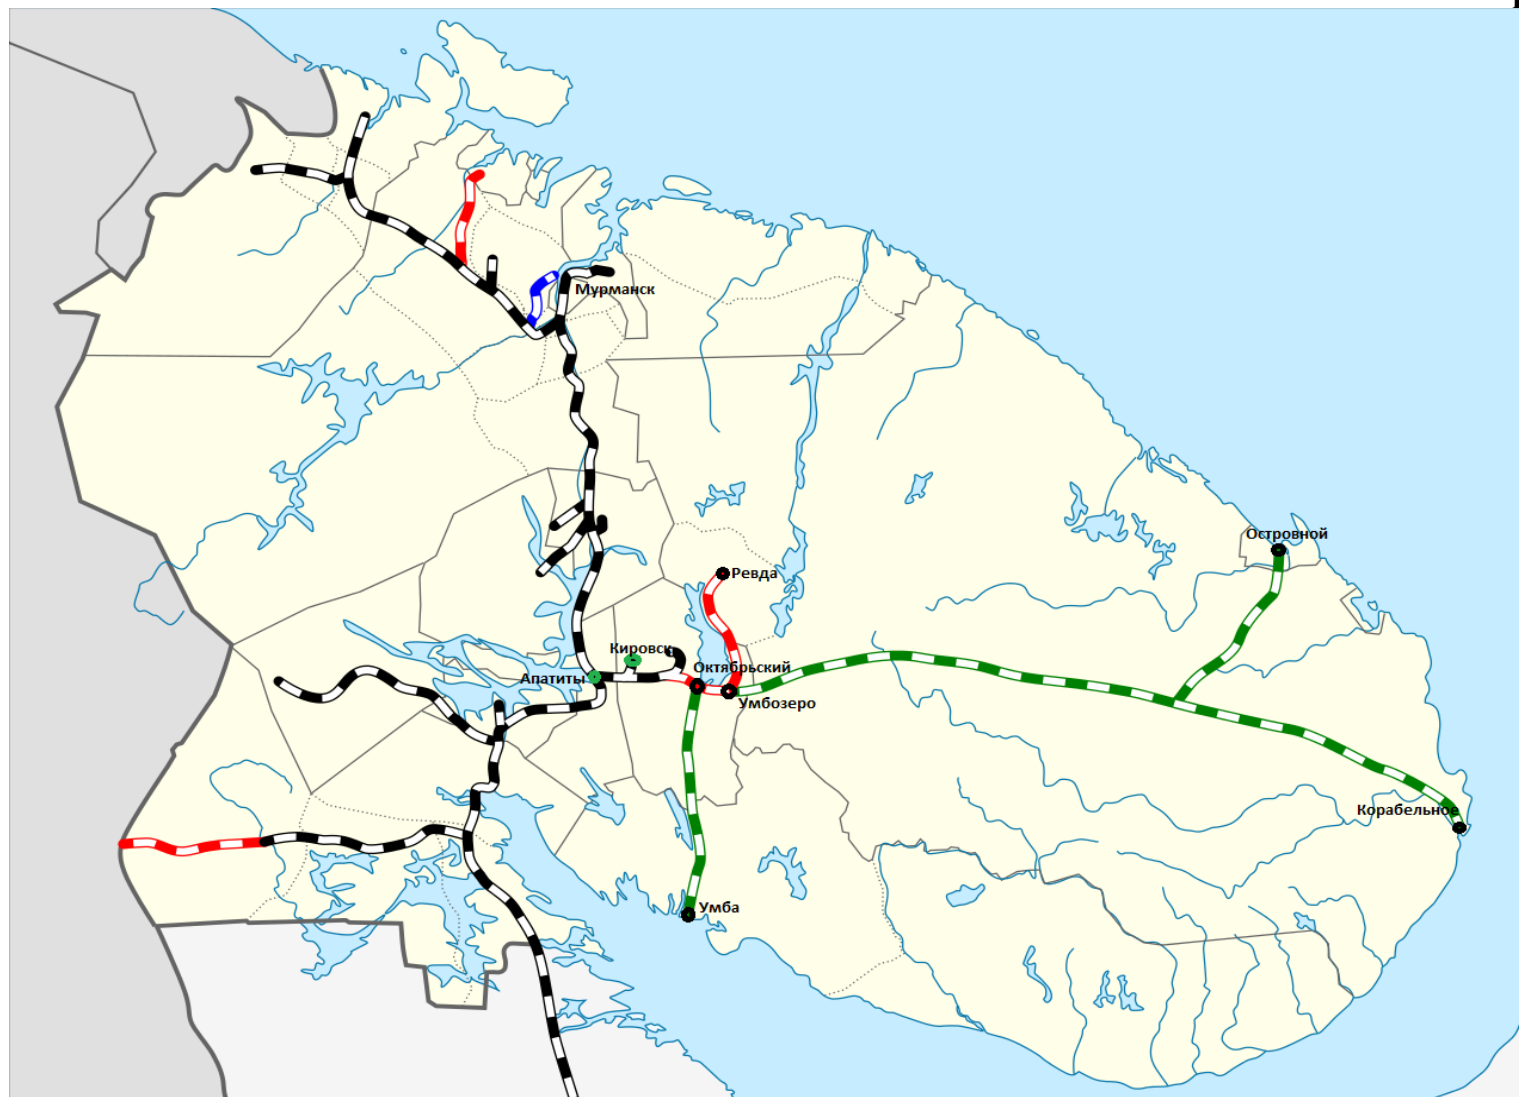 Мурманск
Островной
Ревда
Кировск
Октябрьский
Апатиты
Умбозеро
Корабельное
Умба